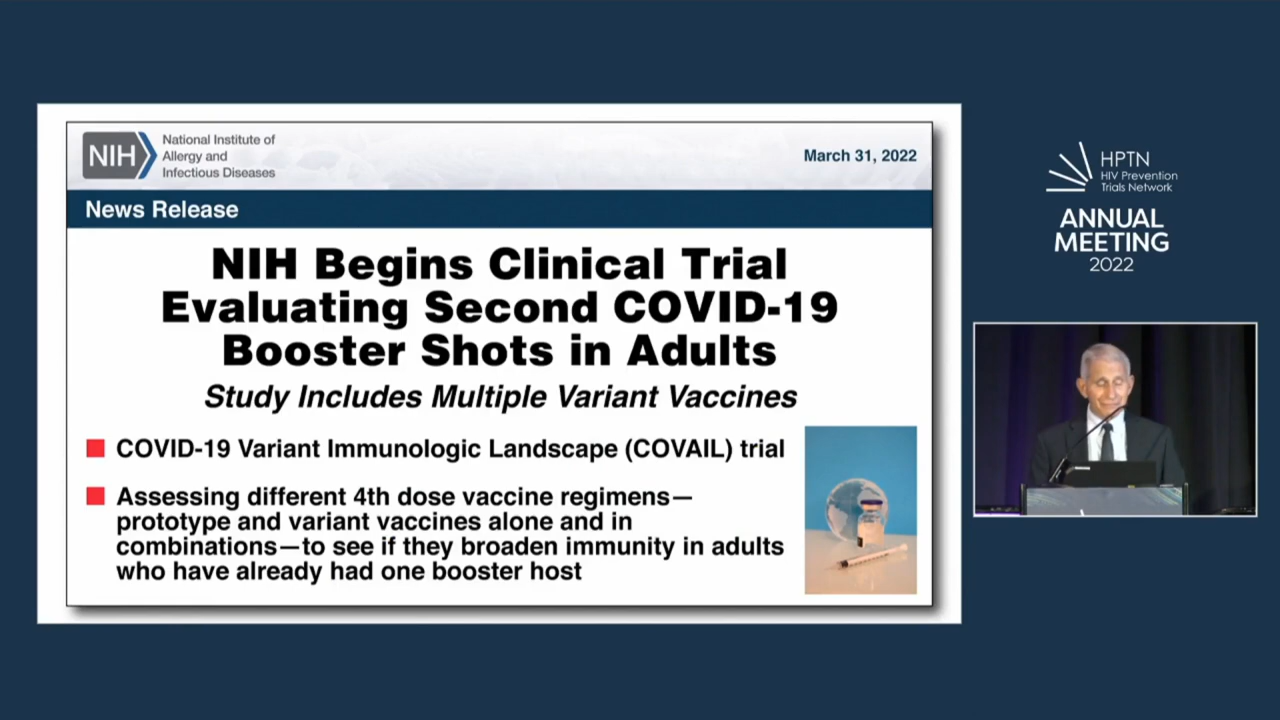 NIH
National Institute of
Allergy and
Infectious Diseases
March 31, 2022
News Release
NIH Begins Clinical Trial
Evaluating Second COVID-19
Booster Shots in Adults
Study Includes Multiple Variant Vaccines
COVID-19 Variant Immunologic Landscape (COVAIL) trial
Assessing different 4th dose vaccine regimens—
prototype and variant vaccines alone and in
combinations—to see if they broaden immunity in adults
who have already had one booster host
HPTN
HIV Prevention
Trials Network
ANNUAL
MEETING
2022